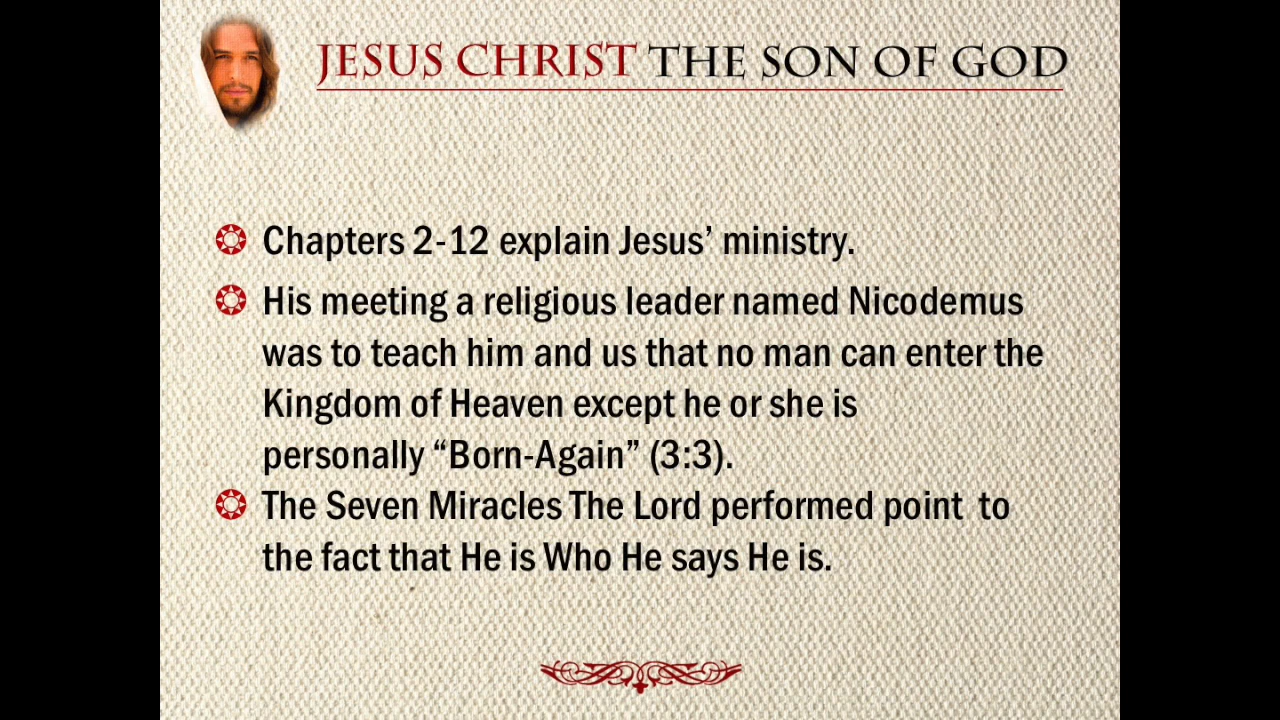 JESUS CHRIST THE SON OF GOD
Chapters 2-12 explain Jesus’ ministry.
His meeting a religious leader named Nicodemus
was to teach him and us that no man can enter the
Kingdom of Heaven except he or she is
personally “Born-Again” (3:3).
The Seven Miracles The Lord performed point  to
the fact that He is Who He says He is.